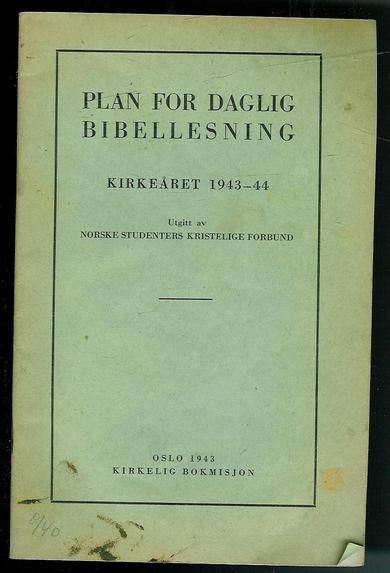 PLAN FOR DAGLIG
BIBELLESNING
KIRKEÅRET 1943-44
Utgitt av
NORSKE STUDENTERS KRISTELIGE FORBUND
OSLO 1943
KIRKELIG BOKMISJON